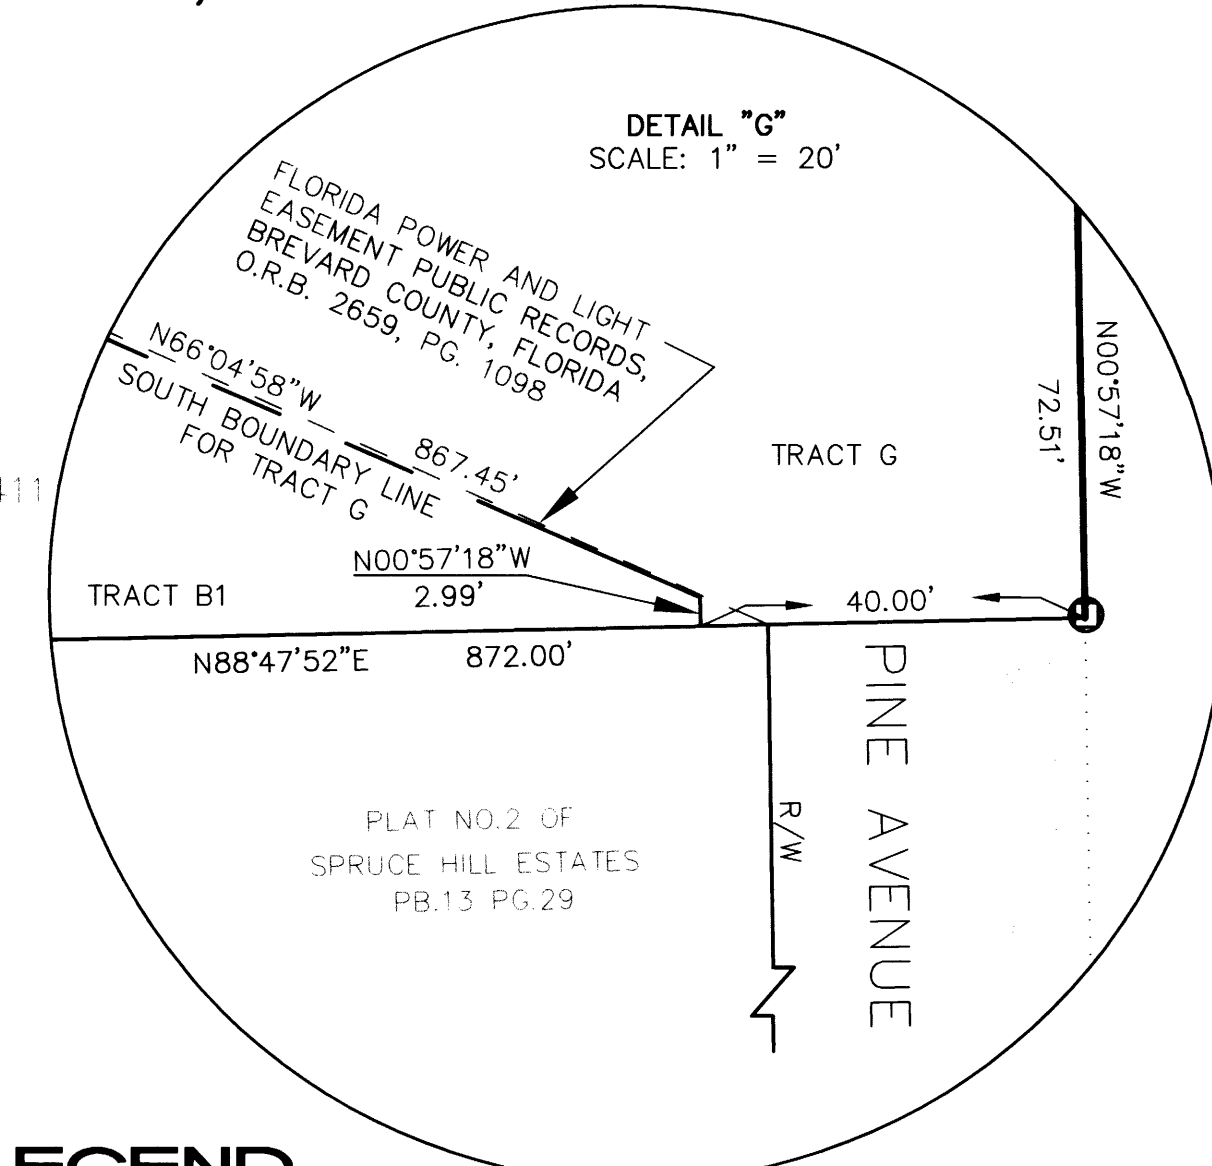 DETAIL "G"
SCALE: 1" = 20'
FLORIDA POWER AND LIGHT
EASEMENT PUBLIC RECORDS,
BREVARD COUNTY, FLORIDA
O.R.B. 2659, PG. 1098
N66°04'58"W
867.45'
SOUTH BOUNDARY LINE
FOR TRACT G
TRACT G
N00°57'18"W
72.51'
411
N00°57'18"W
2.99'
TRACT B1
40.00'
N88°47'52"E 872.00'
PINE AVENUE
R/W
PLAT NO.2 OF
SPRUCE HILL ESTATES
PB.13 PG.29